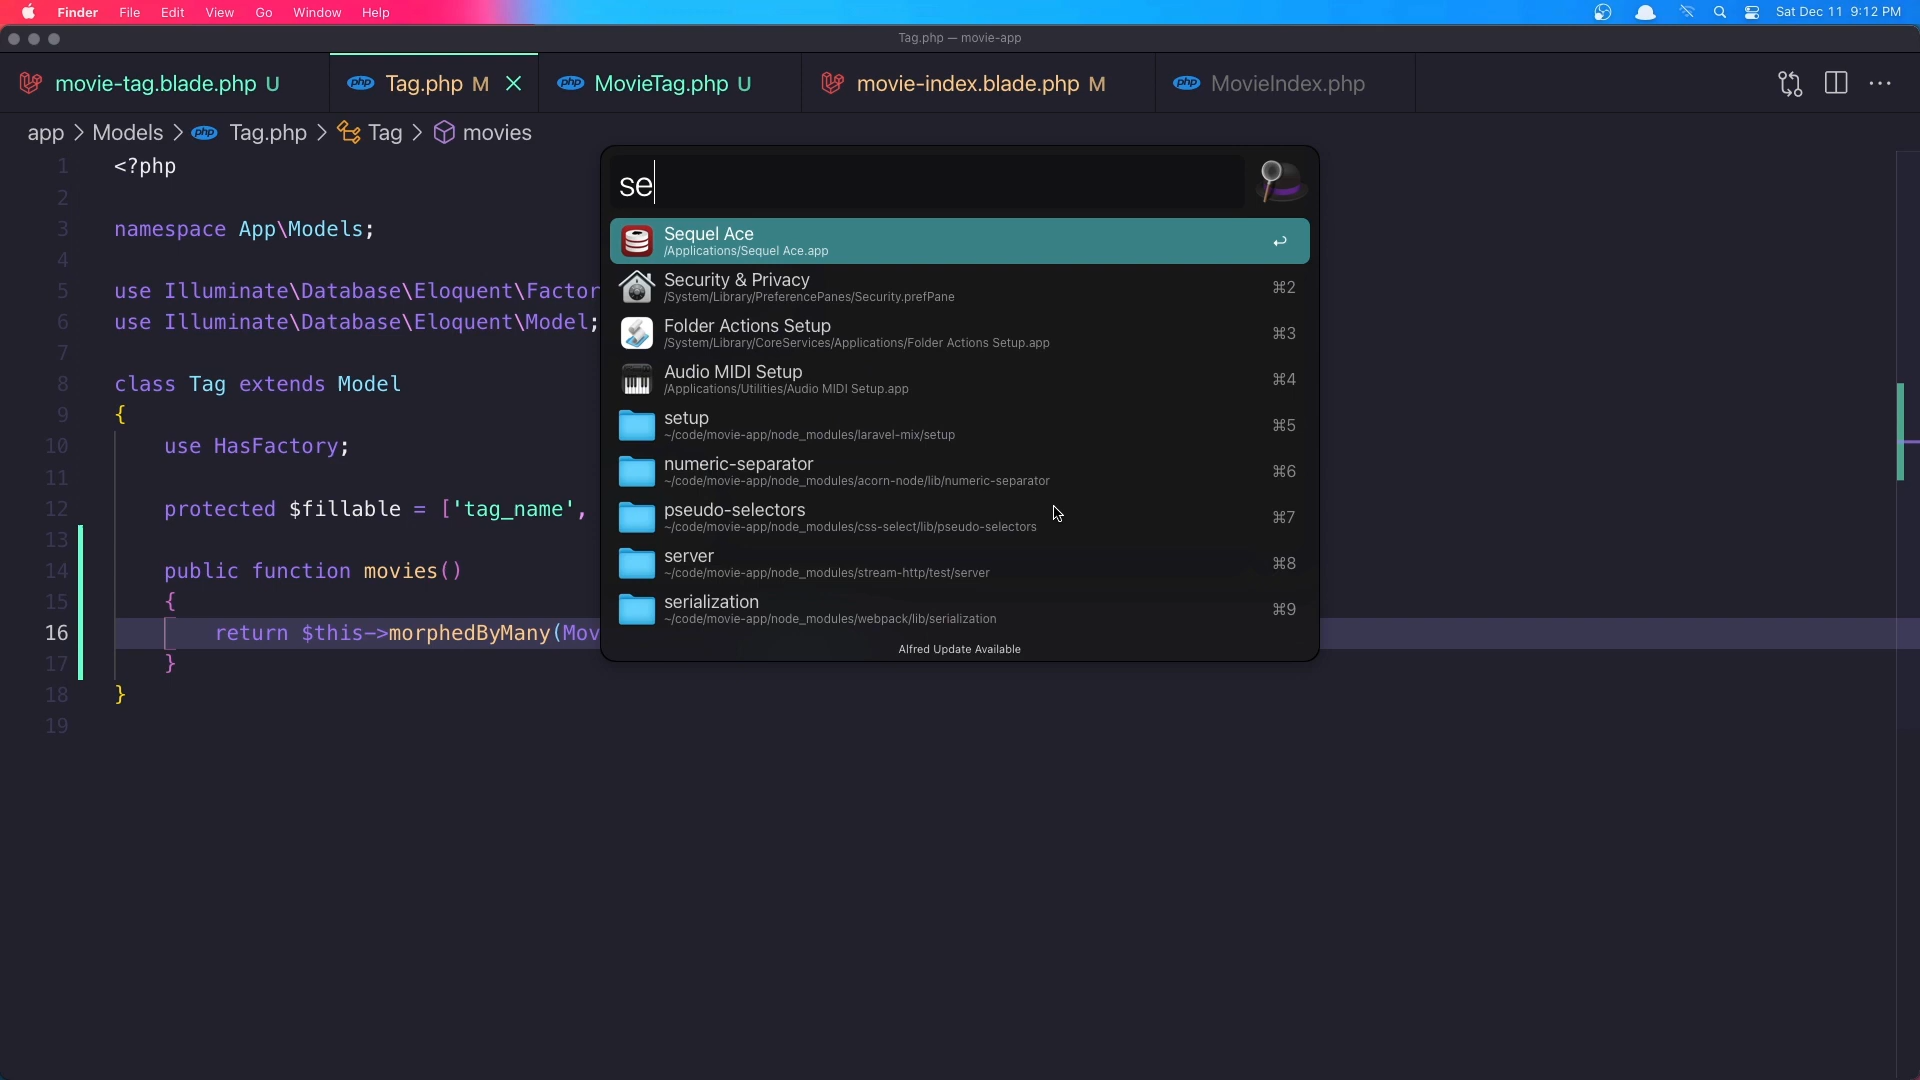 Finder File Edit View Go Window Help Sat Dec 11 9:12 PM
Tag.php — movie-app
movie-tag.blade.php U
php Tag.php M
php MovieTag.php U
movie-index.blade.php M
php MovieIndex.php
app > Models > php Tag.php > Tag > movies
1 <?php
2
3 namespace App\Models;
4
5 use Illuminate\Database\Eloquent\Factor
6 use Illuminate\Database\Eloquent\Model;
7
8 class Tag extends Model
9 {
10 use HasFactory;
11
12 protected $fillable = ['tag_name',
13
14 public function movies()
15 {
16 return $this->morphedByMany(Mov
17 }
18 }
19
se
Sequel Ace
/Applications/Sequel Ace.app
Security & Privacy
/System/Library/PreferencePanes/Security.prefPane
⌘2
Folder Actions Setup
/System/Library/CoreServices/Applications/Folder Actions Setup.app
⌘3
Audio MIDI Setup
/Applications/Utilities/Audio MIDI Setup.app
⌘4
setup
~/code/movie-app/node_modules/laravel-mix/setup
⌘5
numeric-separator
~/code/movie-app/node_modules/acorn-node/lib/numeric-separator
⌘6
pseudo-selectors
~/code/movie-app/node_modules/css-select/lib/pseudo-selectors
⌘7
server
~/code/movie-app/node_modules/stream-http/test/server
⌘8
serialization
~/code/movie-app/node_modules/webpack/lib/serialization
⌘9
Alfred Update Available